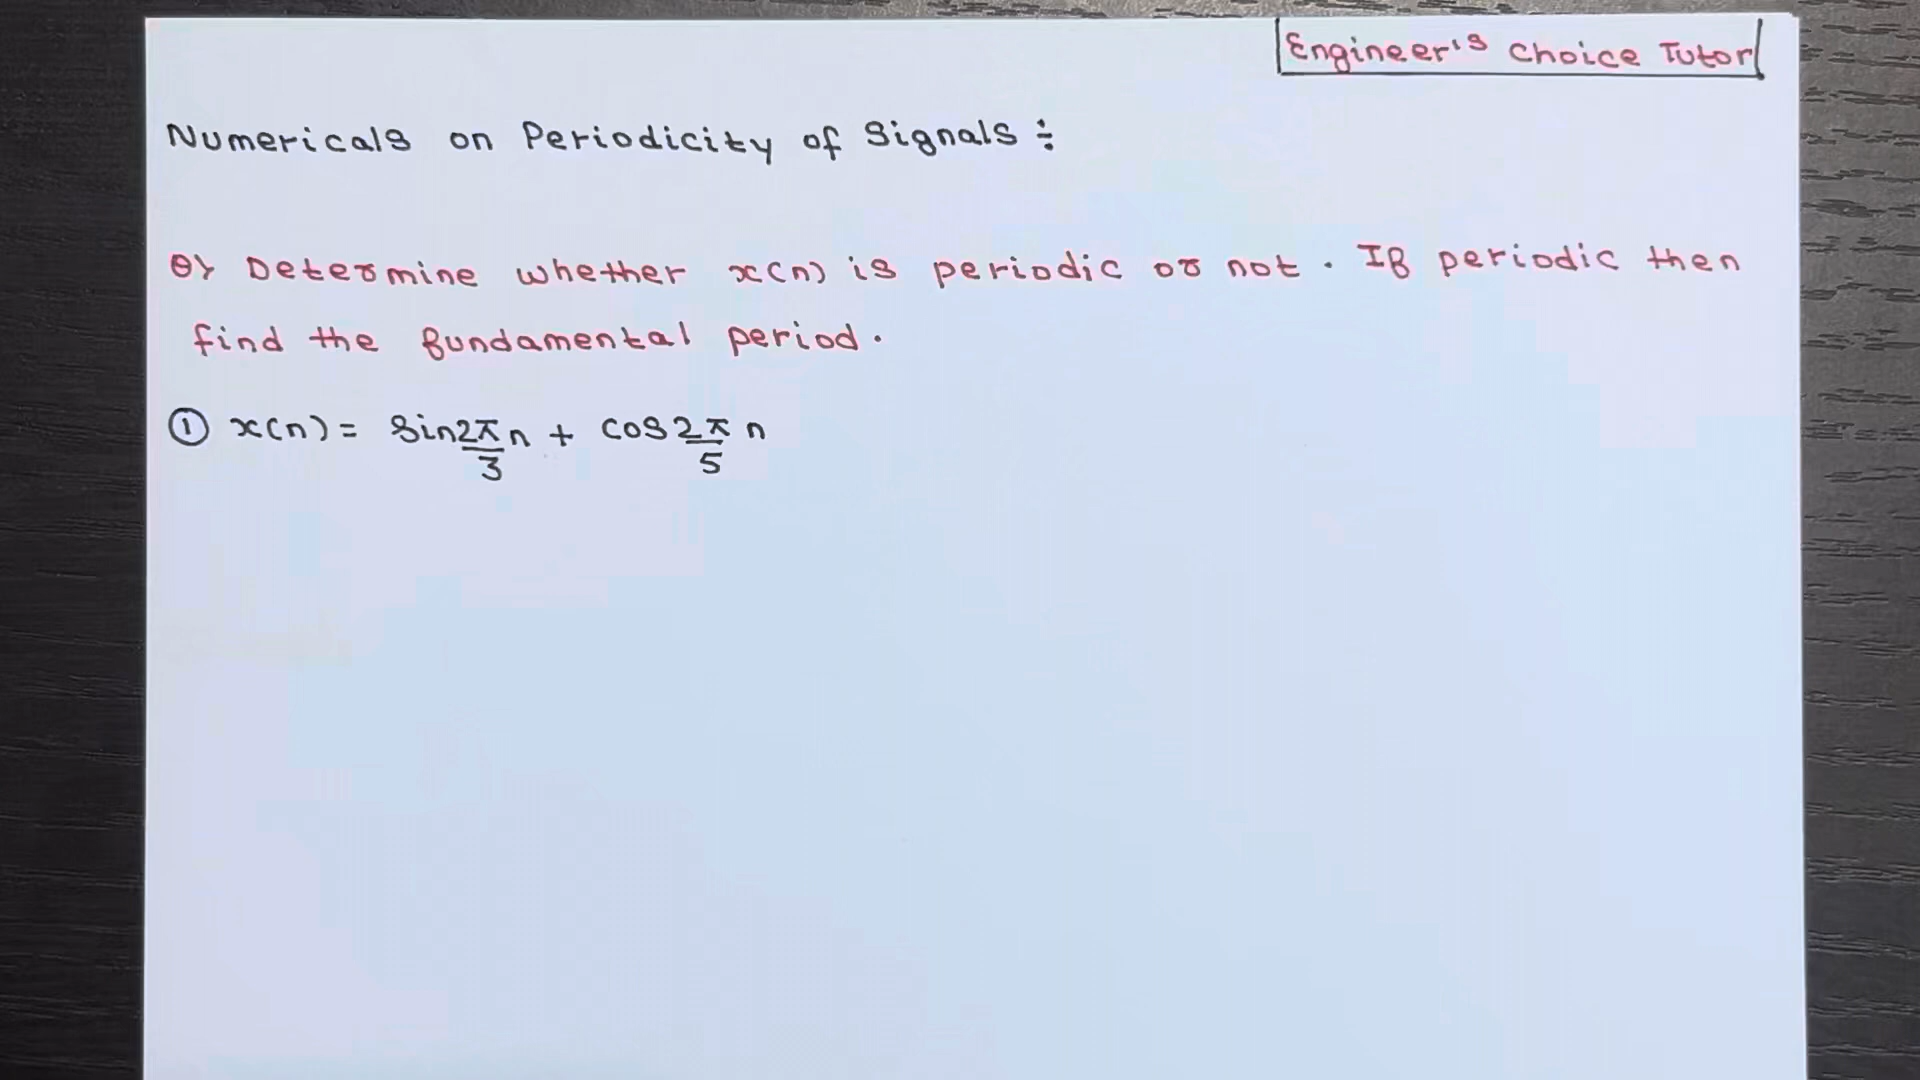 Engineer's Choice Tutor
Numericals on Periodicity of Signals ÷
Q) Determine whether x(n) is periodic or not. If periodic then
find the fundamental period.
① x(n) = sin 2π/3 n + cos 2π/5 n